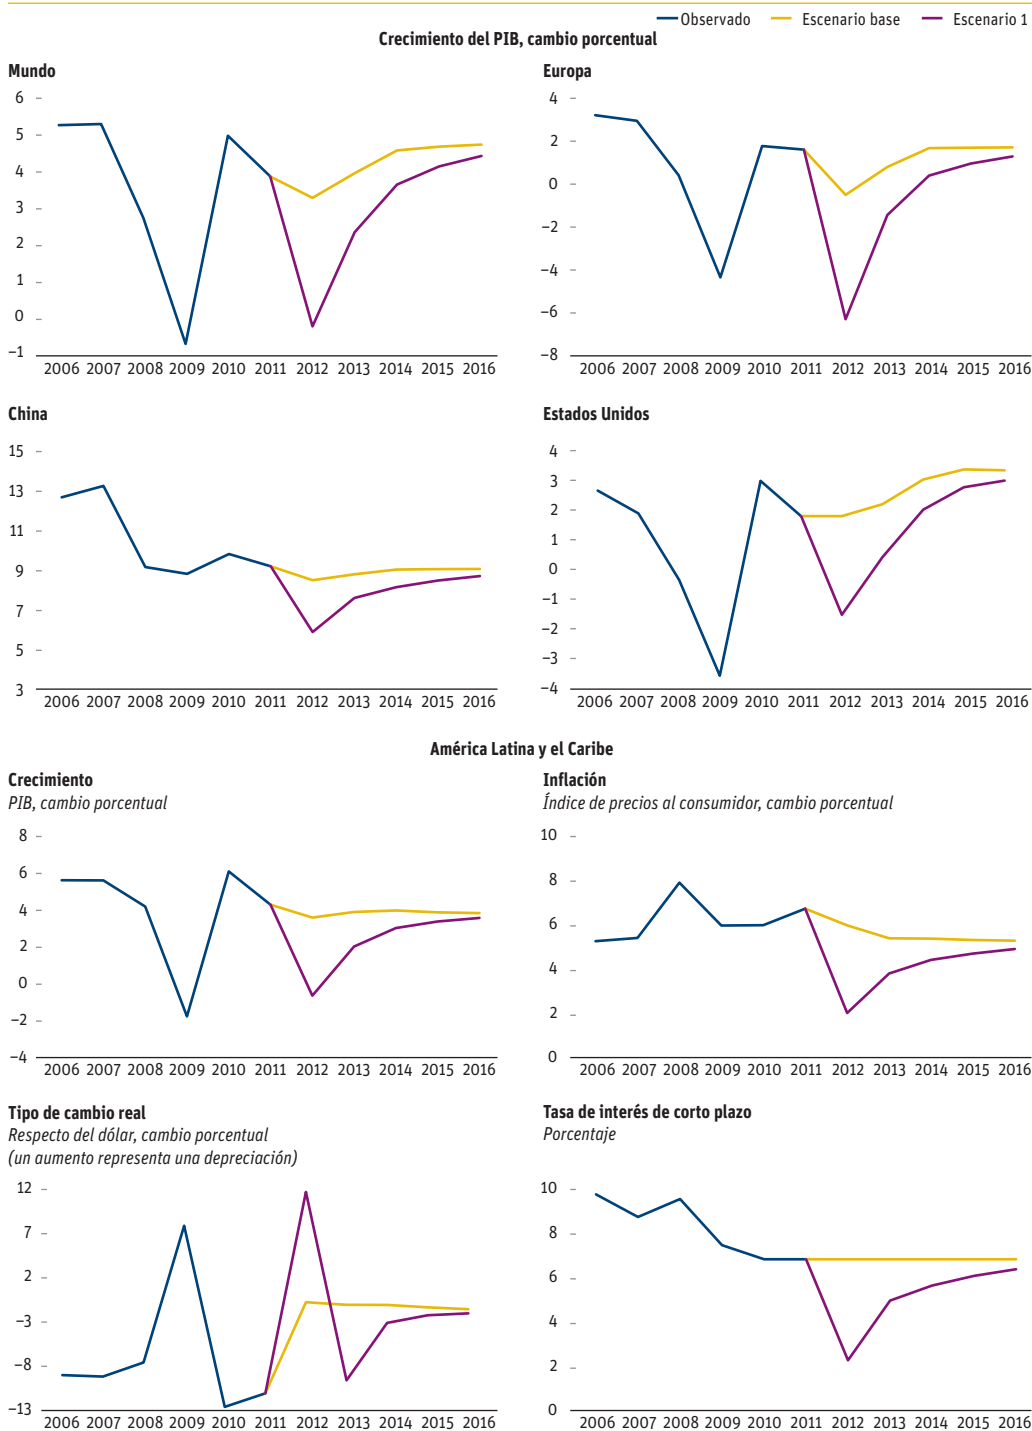 Observado Escenario base Escenario 1
Crecimiento del PIB, cambio porcentual
Mundo
6
5
4
3
2
1
0
−1
2006 2007 2008 2009 2010 2011 2012 2013 2014 2015 2016
Europa
4
2
0
−2
−4
−6
−8
2006 2007 2008 2009 2010 2011 2012 2013 2014 2015 2016
China
15
13
11
9
7
5
3
2006 2007 2008 2009 2010 2011 2012 2013 2014 2015 2016
Estados Unidos
4
3
2
1
0
−1
−2
−3
−4
2006 2007 2008 2009 2010 2011 2012 2013 2014 2015 2016
América Latina y el Caribe
Crecimiento
PIB, cambio porcentual
8
6
4
2
0
−2
−4
2006 2007 2008 2009 2010 2011 2012 2013 2014 2015 2016
Inflación
Índice de precios al consumidor, cambio porcentual
10
8
6
4
2
0
2006 2007 2008 2009 2010 2011 2012 2013 2014 2015 2016
Tipo de cambio real
Respecto del dólar, cambio porcentual
(un aumento representa una depreciación)
12
7
2
−3
−8
−13
2006 2007 2008 2009 2010 2011 2012 2013 2014 2015 2016
Tasa de interés de corto plazo
Porcentaje
10
8
6
4
2
0
2006 2007 2008 2009 2010 2011 2012 2013 2014 2015 2016